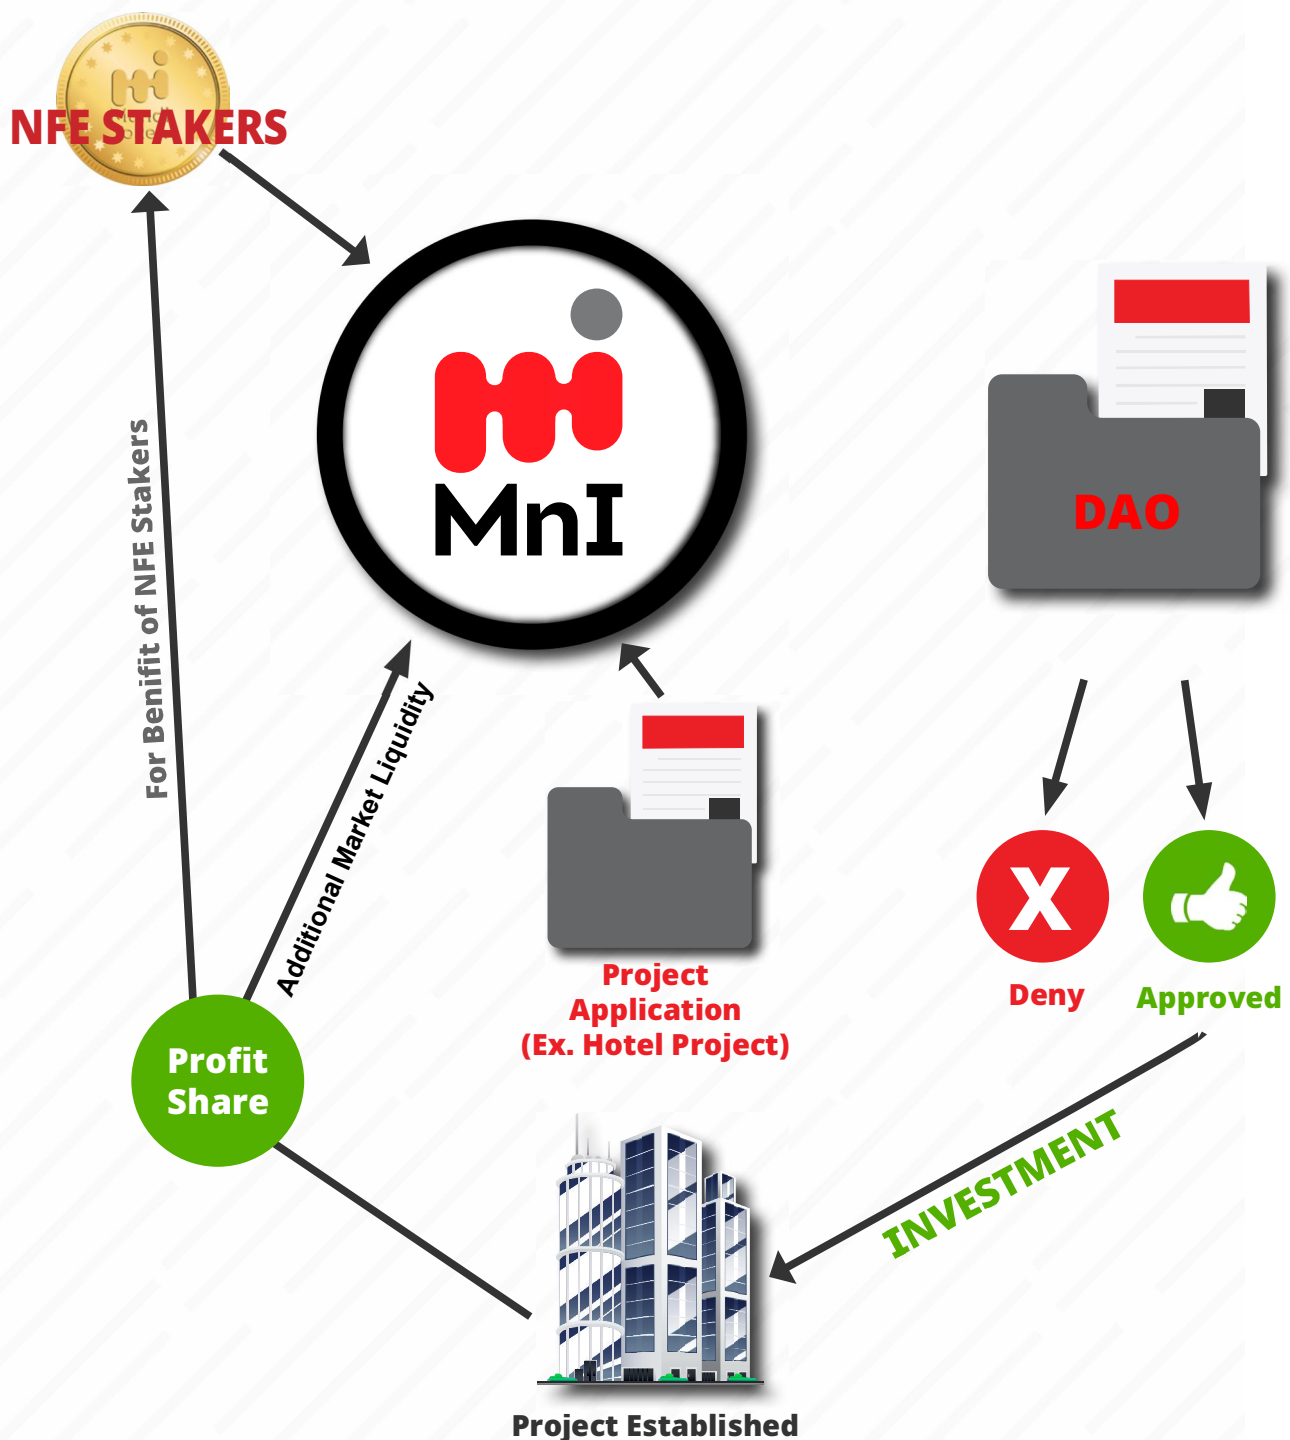 NFE STAKERS
MnI
DAO
For Benifit of NFE Stakers
Additional Market Liquidity
Project
Application
(Ex. Hotel Project)
X
Deny
Approved
Profit
Share
INVESTMENT
Project Established